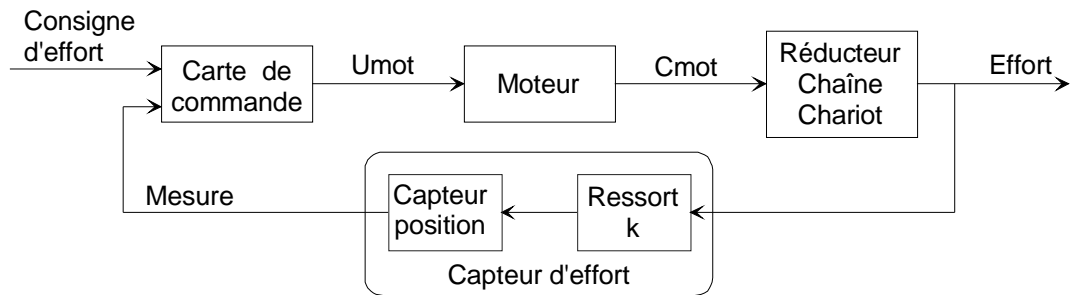 Consigne
d'effort
Carte de
commande
Umot
Moteur
Cmot
Réducteur
Chaîne
Chariot
Effort
Mesure
Capteur
position
Ressort
k
Capteur d'effort